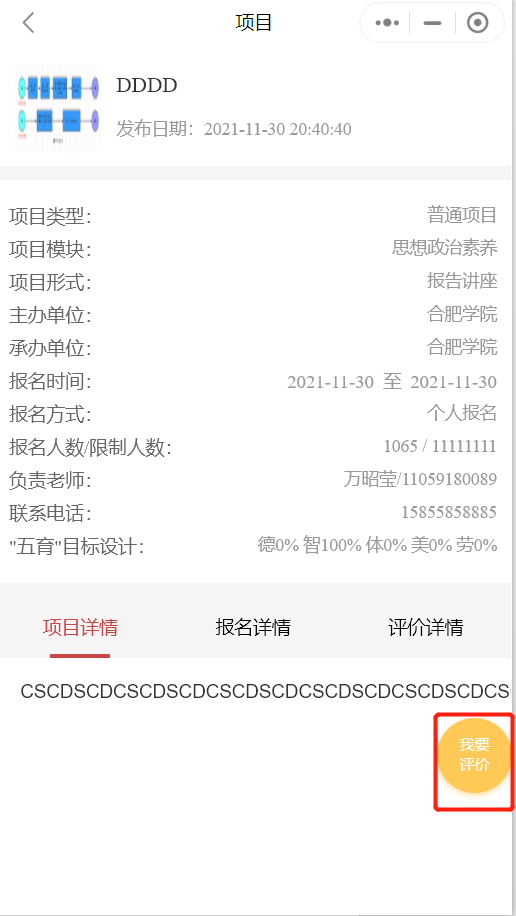 项目
DDDD
发布日期：2021-11-30 20:40:40
项目类型： 普通项目
项目模块： 思想政治素养
项目形式： 报告讲座
主办单位： 合肥学院
承办单位： 合肥学院
报名时间： 2021-11-30 至 2021-11-30
报名方式： 个人报名
报名人数/限制人数： 1065 / 11111111
负责老师： 万昭莹/11059180089
联系电话： 15855858885
"五育"目标设计： 德0% 智100% 体0% 美0% 劳0%
项目详情 报名详情 评价详情
CSCDSCDCSCDSCDCSCDSCDCSCDSCDCSCDSCDCS
我要
评价